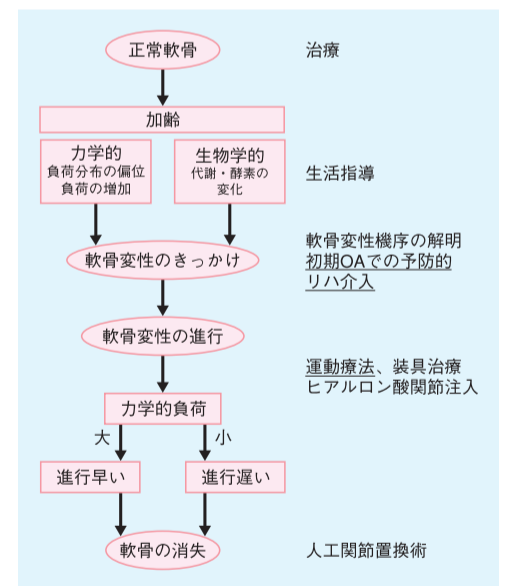 正常軟骨
治療
加齢
力学的
負荷分布の偏位
負荷の増加
生物学的
代謝・酵素の
変化
生活指導
軟骨変性のきっかけ
軟骨変性機序の解明
初期OAでの予防的
リハ介入
軟骨変性の進行
運動療法、装具治療
ヒアルロン酸関節注入
力学的負荷
大
小
進行早い
進行遅い
軟骨の消失
人工関節置換術